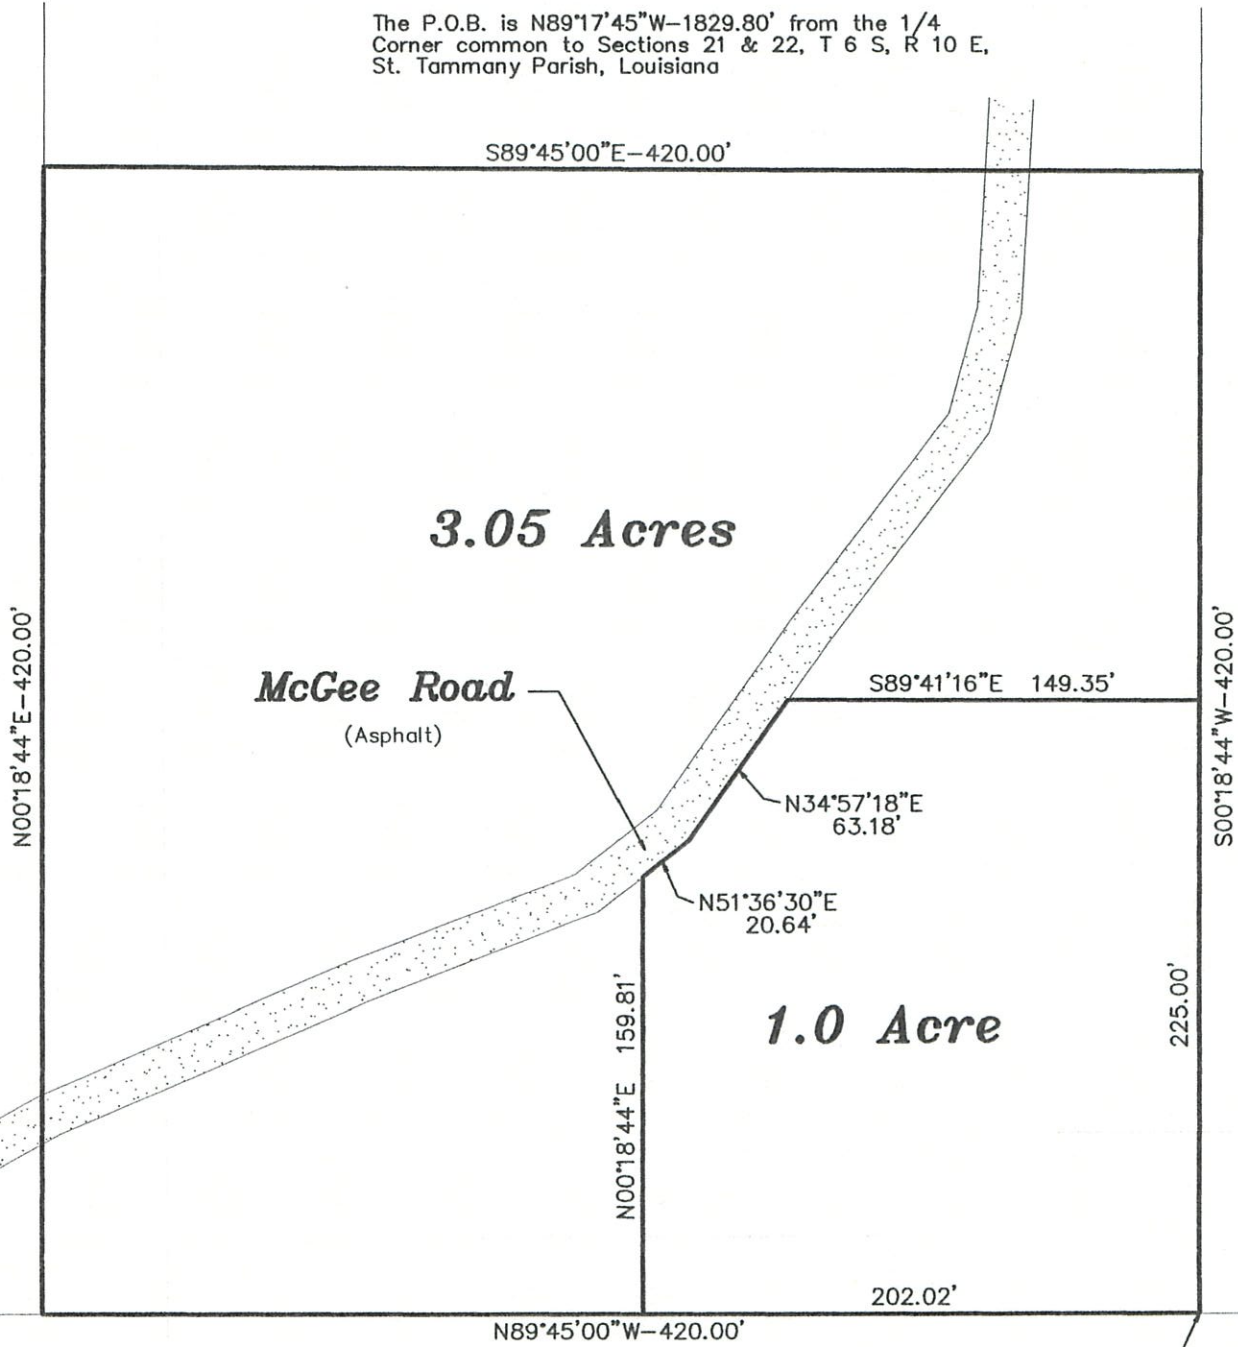 The P.O.B. is N89°17'45"W-1829.80' from the 1/4
Corner common to Sections 21 & 22, T 6 S, R 10 E,
St. Tammany Parish, Louisiana
S89°45'00"E-420.00'
3.05 Acres
N00°18'44"E-420.00'
McGee Road
(Asphalt)
S89°41'16"E 149.35'
S00°18'44"W-420.00'
N34°57'18"E
63.18'
N51°36'30"E
20.64'
N00°18'44"E 159.81'
1.0 Acre
225.00'
202.02'
N89°45'00"W-420.00'